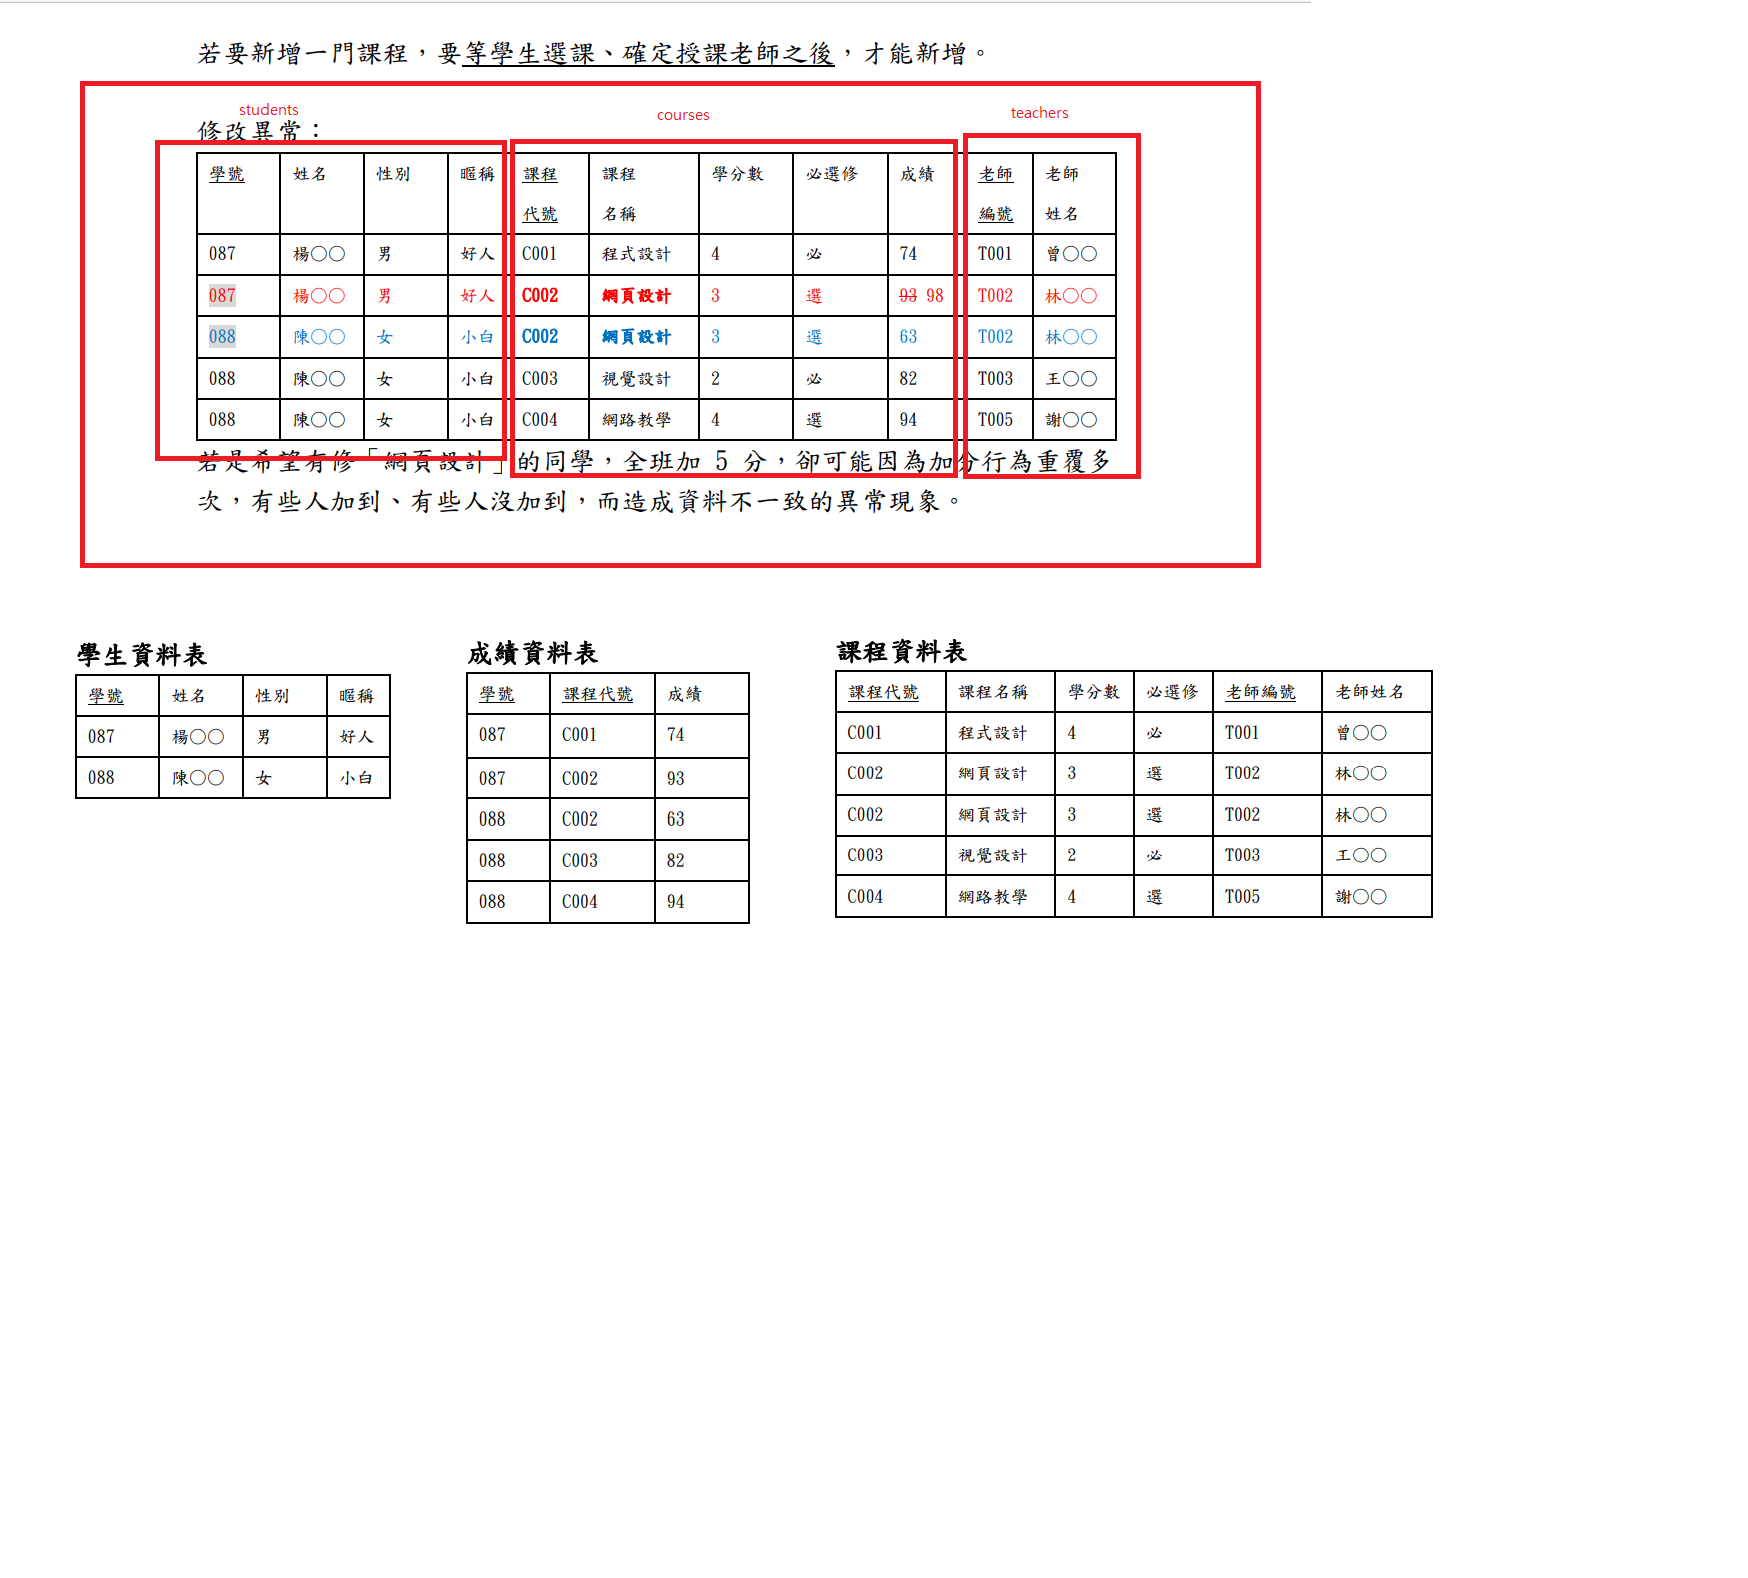 若要新增一門課程，要等學生選課、確定授課老師之後，才能新增。
students
courses
teachers
修改異常：
學號 姓名 性別 暱稱 課程代號 課程名稱 學分數 必選修 成績 老師編號 老師姓名
087 楊〇〇 男 好人 C001 程式設計 4 必 74 T001 曾〇〇
087 楊〇〇 男 好人 C002 網頁設計 3 選 93 98 T002 林〇〇
088 陳〇〇 女 小白 C002 網頁設計 3 選 63 T002 林〇〇
088 陳〇〇 女 小白 C003 視覺設計 2 必 82 T003 王〇〇
088 陳〇〇 女 小白 C004 網路教學 4 選 94 T005 謝〇〇
若是希望有修「網頁設計」的同學，全班加 5 分，卻可能因為加分行為重覆多
次，有些人加到、有些人沒加到，而造成資料不一致的異常現象。
學生資料表
學號 姓名 性別 暱稱
087 楊〇〇 男 好人
088 陳〇〇 女 小白
成績資料表
學號 課程代號 成績
087 C001 74
087 C002 93
088 C002 63
088 C003 82
088 C004 94
課程資料表
課程代號 課程名稱 學分數 必選修 老師編號 老師姓名
C001 程式設計 4 必 T001 曾〇〇
C002 網頁設計 3 選 T002 林〇〇
C002 網頁設計 3 選 T002 林〇〇
C003 視覺設計 2 必 T003 王〇〇
C004 網路教學 4 選 T005 謝〇〇